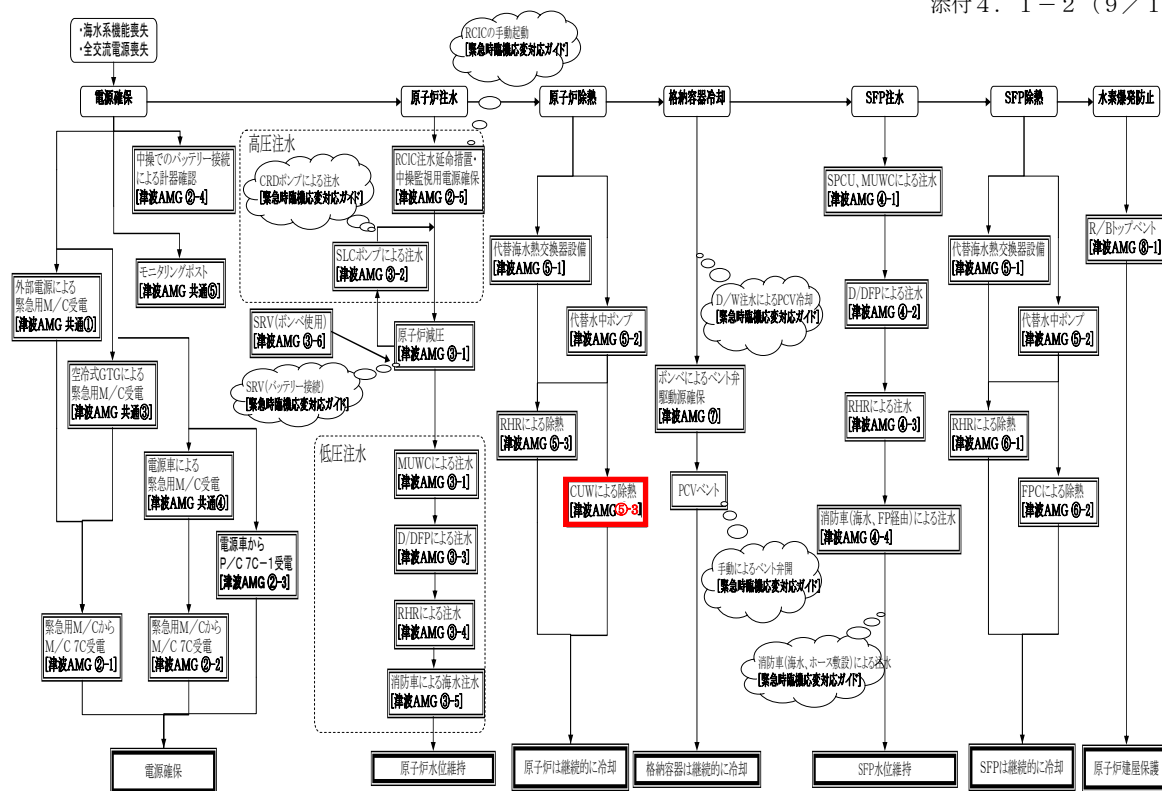 添付4．1－2（9／1
・海水系機能喪失
・全交流電源喪失
RCICの手動起動
[緊急時臨機応変対応ガイド]
電源確保
原子炉注水
原子炉除熱
格納容器冷却
SFP注水
SFP除熱
水素爆発防止
中操でのバッテリー接続
による計器確認
[津波AMG ②-4]
モニタリングポスト
[津波AMG 共通⑤]
外部電源による
緊急用M／C受電
[津波AMG 共通①]
空冷式GTGによる
緊急用M／C受電
[津波AMG 共通③]
電源車による
緊急用M／C受電
[津波AMG 共通④]
電源車から
P／C 7C－1受電
[津波AMG ②-3]
緊急用M／Cから
M／C 7C受電
[津波AMG ②-1]
緊急用M／Cから
M／C 7C受電
[津波AMG ②-2]
電源確保
高圧注水
CRDポンプによる注水
[緊急時臨機応変対応ガイド]
RCIC注水延命措置・
中操監視用電源確保
[津波AMG ②-5]
SLCポンプによる注水
[津波AMG ③-2]
SRV(ボンベ使用)
[津波AMG ③-6]
原子炉減圧
[津波AMG ③-1]
SRV(バッテリー接続)
[緊急時臨機応変対応ガイド]
低圧注水
MUWCによる注水
[津波AMG ③-1]
D/DFPによる注水
[津波AMG ③-3]
RHRによる注水
[津波AMG ③-4]
消防車による海水注水
[津波AMG ③-5]
原子炉水位維持
代替海水熱交換器設備
[津波AMG ⑤-1]
代替水中ポンプ
[津波AMG ⑤-2]
RHRによる除熱
[津波AMG ⑤-3]
CUWによる除熱
[津波AMG⑤-3]
原子炉は継続的に冷却
D／W注水によるPCV冷却
[緊急時臨機応変対応ガイド]
ボンベによるベント弁
駆動源確保
[津波AMG ⑦]
PCVベント
手動によるベント弁開
[緊急時臨機応変対応ガイド]
格納容器は継続的に冷却
SPCU、MUWCによる注水
[津波AMG ④-1]
D/DFPによる注水
[津波AMG ④-2]
RHRによる注水
[津波AMG ④-3]
消防車(海水、FP経由)による注水
[津波AMG ④-4]
消防車(海水、ホース敷設)による注水
[緊急時臨機応変対応ガイド]
SFP水位維持
代替海水熱交換器設備
[津波AMG ⑤-1]
代替水中ポンプ
[津波AMG ⑤-2]
RHRによる除熱
[津波AMG ⑥-1]
FPCによる除熱
[津波AMG ⑥-2]
SFPは継続的に冷却
R／Bトップベント
[津波AMG ⑧-1]
原子炉建屋保護